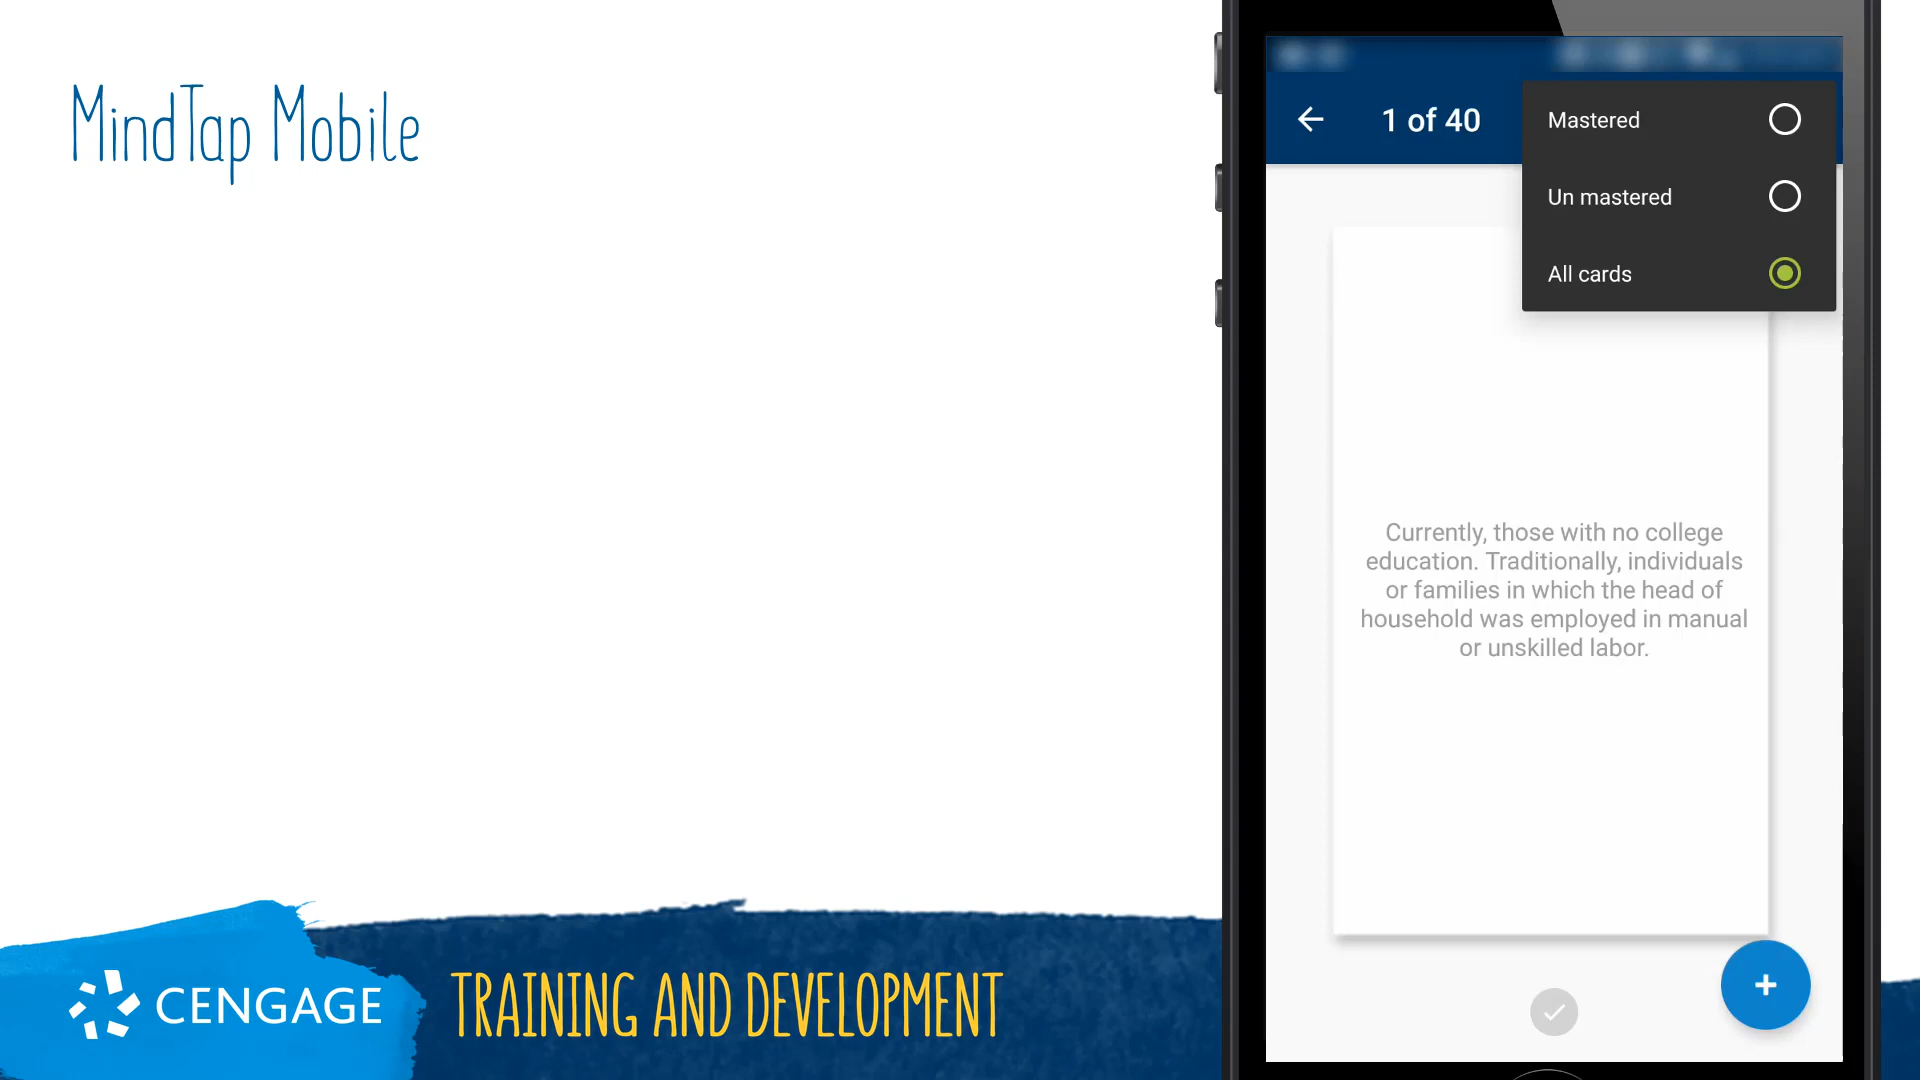 MindTap Mobile
1 of 40
Mastered
Un mastered
All cards
Currently, those with no college
education. Traditionally, individuals
or families in which the head of
household was employed in manual
or unskilled labor.
CENGAGE
TRAINING AND DEVELOPMENT